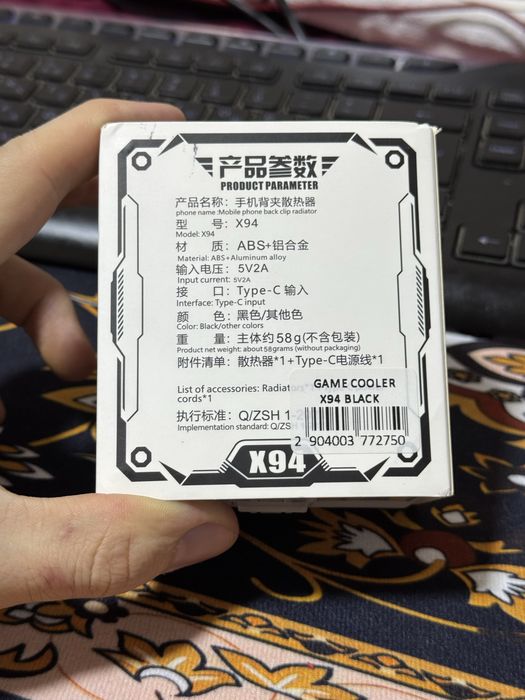 产品参数
PRODUCT PARAMETER
产品名称：手机背夹散热器
phone name :Mobile phone back clip radiator
型 号：X94
Model: X94
材 质：ABS+铝合金
Material: ABS+Aluminum alloy
输入电压：5V2A
Input current: 5V2A
接 口：Type-C 输入
Interface: Type-C input
颜 色：黑色/其他色
Color: Black/other colors
重 量：主体约58g(不含包装)
Product net weight: about 58grams (without packaging)
附件清单：散热器*1+Type-C电源线*1
List of accessories: Radiator
cords*1
执行标准：Q/ZSH 1-2
Implementation standard: Q/ZSH
GAME COOLER
X94 BLACK
2 904003 772750
X94